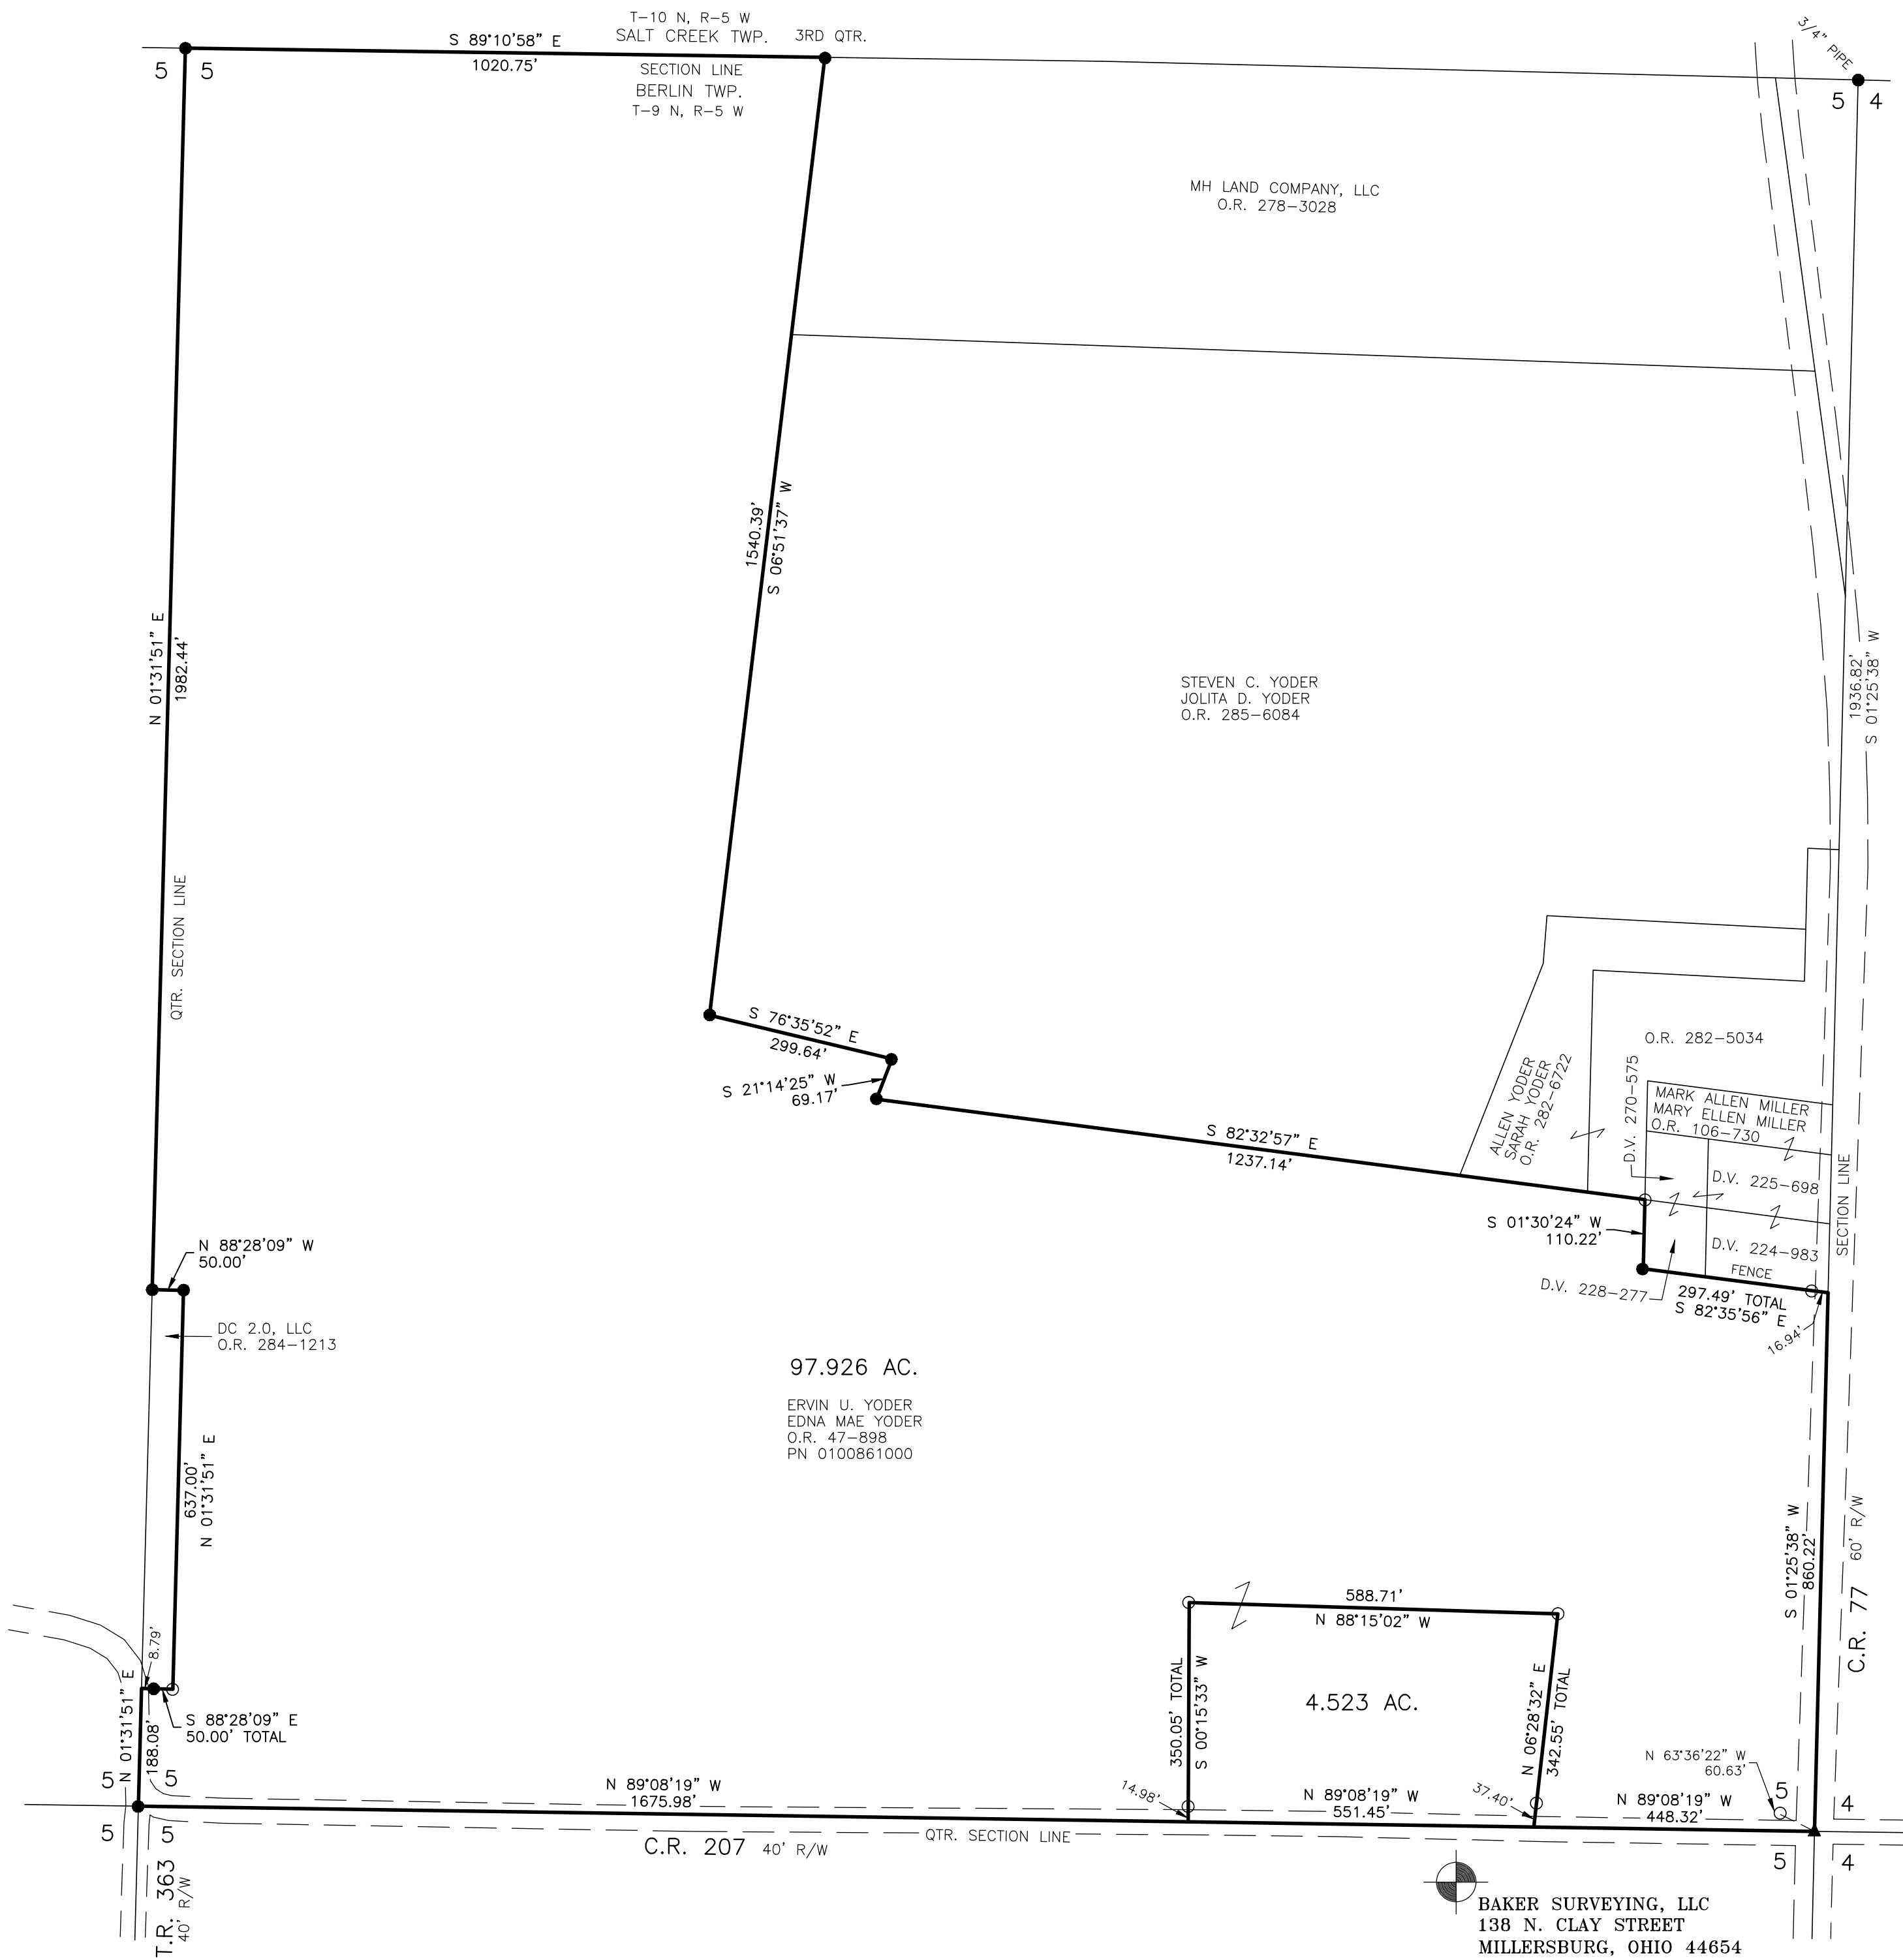 T-10 N, R-5 W
SALT CREEK TWP. 3RD QTR.
S 89°10'58" E
1020.75'
SECTION LINE
BERLIN TWP.
T-9 N, R-5 W
5 5
3/4" PIPE
5 4
MH LAND COMPANY, LLC
O.R. 278-3028
1540.39'
S 06°51'37" W
N 01°31'51" E
1982.44'
QTR. SECTION LINE
STEVEN C. YODER
JOLITA D. YODER
O.R. 285-6084
1936.82'
S 01°25'38" W
S 76°35'52" E
299.64'
S 21°14'25" W
69.17'
S 82°32'57" E
1237.14'
ALLEN YODER
SARAH YODER
O.R. 282-6722
O.R. 282-5034
D.V. 270-575
MARK ALLEN MILLER
MARY ELLEN MILLER
O.R. 106-730
D.V. 225-698
D.V. 224-983
SECTION LINE
S 01°30'24" W
110.22'
D.V. 228-277
FENCE
297.49' TOTAL
S 82°35'56" E
16.94'
N 88°28'09" W
50.00'
DC 2.0, LLC
O.R. 284-1213
97.926 AC.
ERVIN U. YODER
EDNA MAE YODER
O.R. 47-898
PN 0100861000
637.00'
N 01°31'51" E
S 01°25'38" W
860.22'
C.R. 77 60' R/W
8.79'
S 88°28'09" E
50.00' TOTAL
N 01°31'51" E
188.08'
5 5
5 5
588.71'
N 88°15'02" W
350.05' TOTAL
S 00°15'33" W
4.523 AC.
N 06°28'32" E
342.55' TOTAL
14.98'
37.40'
N 63°36'22" W
60.63'
N 89°08'19" W
1675.98'
N 89°08'19" W
551.45'
N 89°08'19" W
448.32'
5 4
5 4
C.R. 207 40' R/W
QTR. SECTION LINE
T.R. 363
40' R/W
BAKER SURVEYING, LLC
138 N. CLAY STREET
MILLERSBURG, OHIO 44654